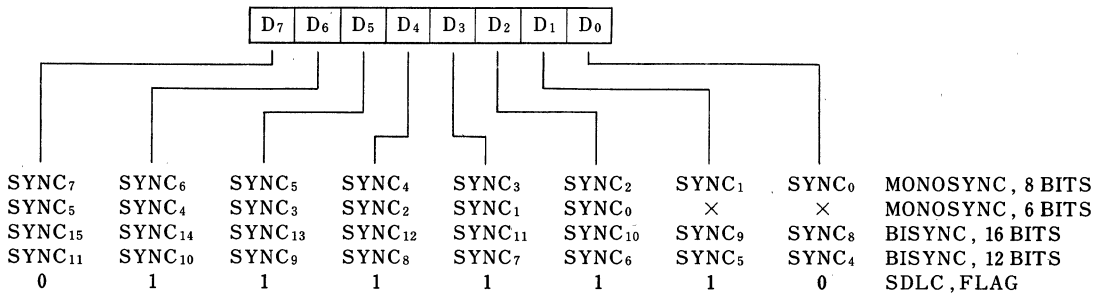 D₇ D₆ D₅ D₄ D₃ D₂ D₁ D₀
SYNC₇ SYNC₆ SYNC₅ SYNC₄ SYNC₃ SYNC₂ SYNC₁ SYNC₀ MONOSYNC, 8 BITS
SYNC₅ SYNC₄ SYNC₃ SYNC₂ SYNC₁ SYNC₀ × × MONOSYNC, 6 BITS
SYNC₁₅ SYNC₁₄ SYNC₁₃ SYNC₁₂ SYNC₁₁ SYNC₁₀ SYNC₉ SYNC₈ BISYNC, 16 BITS
SYNC₁₁ SYNC₁₀ SYNC₉ SYNC₈ SYNC₇ SYNC₆ SYNC₅ SYNC₄ BISYNC, 12 BITS
0 1 1 1 1 1 1 0 SDLC, FLAG